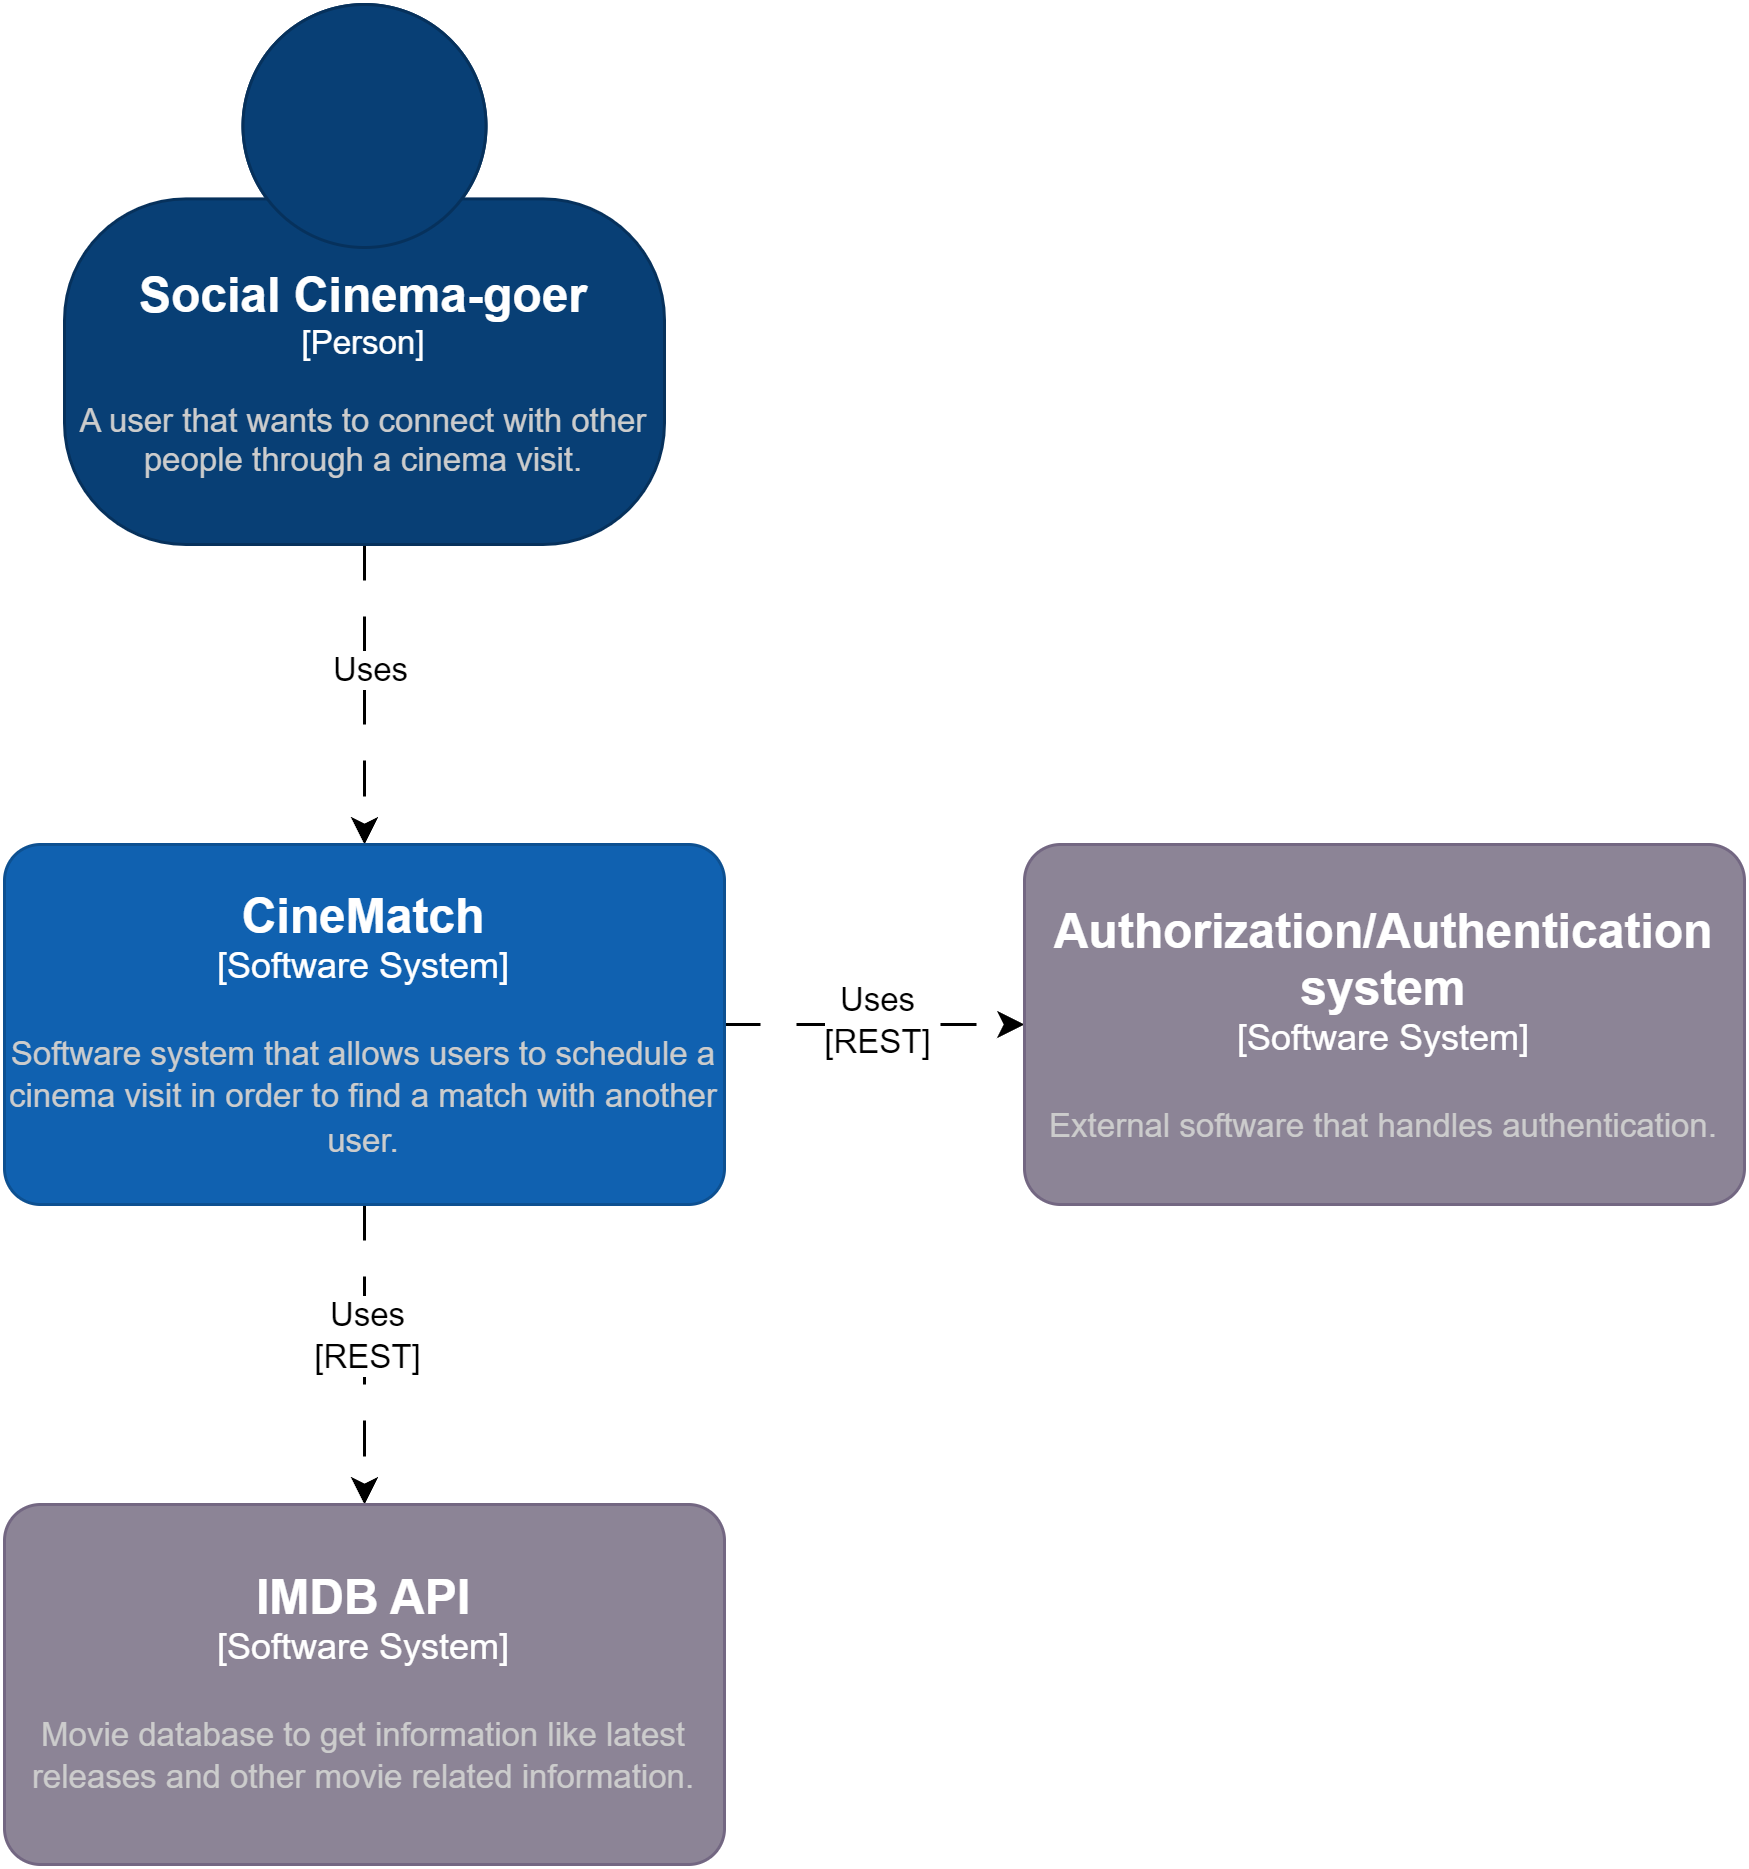 Social Cinema-goer
[Person]
A user that wants to connect with other
people through a cinema visit.
Uses
CineMatch
[Software System]
Software system that allows users to schedule a
cinema visit in order to find a match with another
user.
Uses
[REST]
Authorization/Authentication
system
[Software System]
External software that handles authentication.
Uses
[REST]
IMDB API
[Software System]
Movie database to get information like latest
releases and other movie related information.